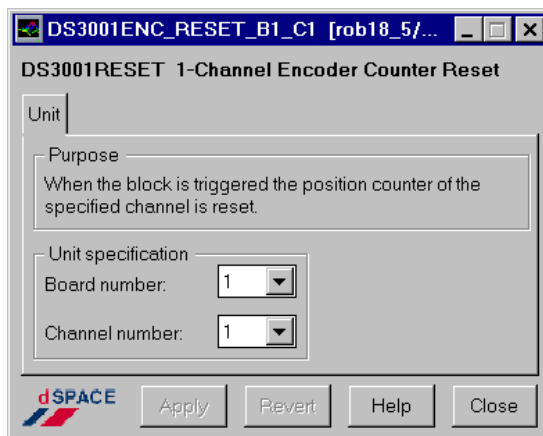 DS3001ENC_RESET_B1_C1 [rob18_5/...
DS3001RESET 1-Channel Encoder Counter Reset
Unit
Purpose
When the block is triggered the position counter of the
specified channel is reset.
Unit specification
Board number: 1
Channel number: 1
dSPACE Apply Revert Help Close